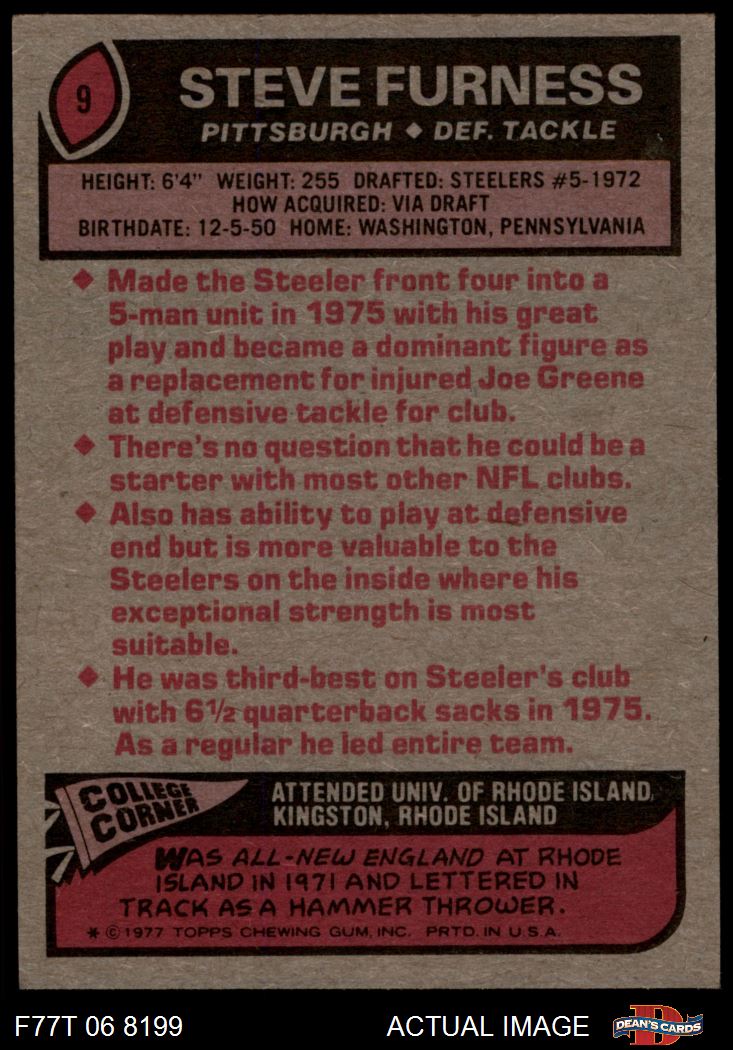 9
STEVE FURNESS
PITTSBURGH ◆ DEF. TACKLE
HEIGHT: 6'4" WEIGHT: 255 DRAFTED: STEELERS #5-1972
HOW ACQUIRED: VIA DRAFT
BIRTHDATE: 12-5-50 HOME: WASHINGTON, PENNSYLVANIA
◆ Made the Steeler front four into a
5-man unit in 1975 with his great
play and became a dominant figure as
a replacement for injured Joe Greene
at defensive tackle for club.
◆ There's no question that he could be a
starter with most other NFL clubs.
◆ Also has ability to play at defensive
end but is more valuable to the
Steelers on the inside where his
exceptional strength is most
suitable.
◆ He was third-best on Steeler's club
with 6½ quarterback sacks in 1975.
As a regular he led entire team.
COLLEGE
CORNER
ATTENDED UNIV. OF RHODE ISLAND,
KINGSTON, RHODE ISLAND
WAS ALL-NEW ENGLAND AT RHODE
ISLAND IN 1971 AND LETTERED IN
TRACK AS A HAMMER THROWER.
* © 1977 TOPPS CHEWING GUM, INC. PRTD. IN U.S.A.
F77T 06 8199
ACTUAL IMAGE
D
DEAN'S CARDS